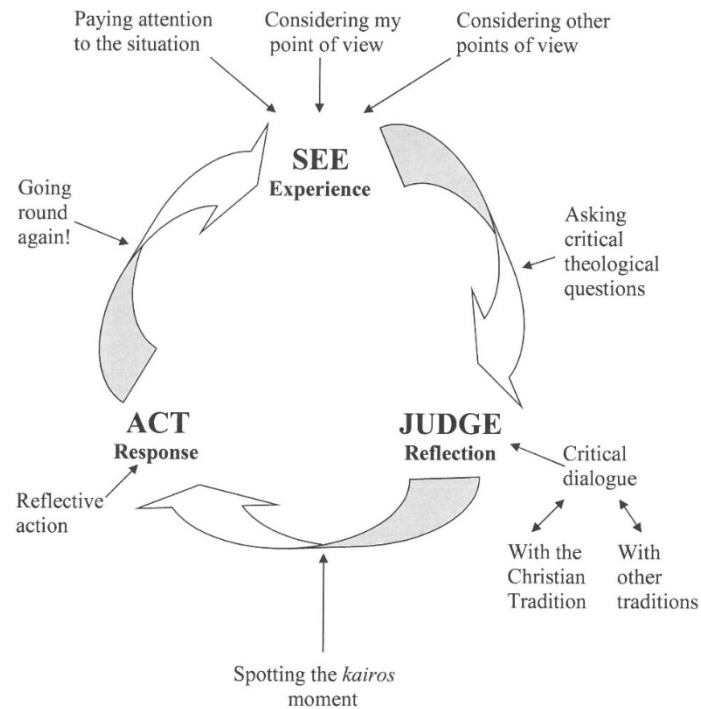 Paying attention
to the situation
Considering my
point of view
Considering other
points of view
SEE
Experience
Going
round
again!
Asking
critical
theological
questions
ACT
Response
JUDGE
Reflection
Critical
dialogue
Reflective
action
With the
Christian
Tradition
With
other
traditions
Spotting the kairos
moment